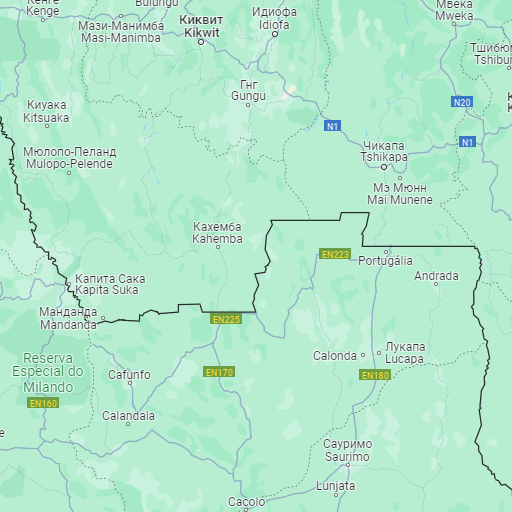 Кенге
Kenge
Bulungu
Мази-Манимба
Masi-Manimba
Киквит
Kikwit
Идиофа
Idiofa
Мвека
Mweka
Гнг
Gungu
Киуака
Kitsuaka
N20
N1
N1
Чикапа
Tshikapa
Мюлопо-Пеланд
Mulopo-Pelende
Мэ Мюнн
Mai Munene
Кахемба
Kahemba
EN223
Portugália
Andrada
Капита Сака
Kapita Suka
Манданда
Mandanda
EN225
Reserva
Especial do
Milando
Лукапа
Lucapa
Calonda
EN170
EN180
Cafunfo
EN160
Calandala
Сауримо
Saurimo
Lunjata
Cacolo